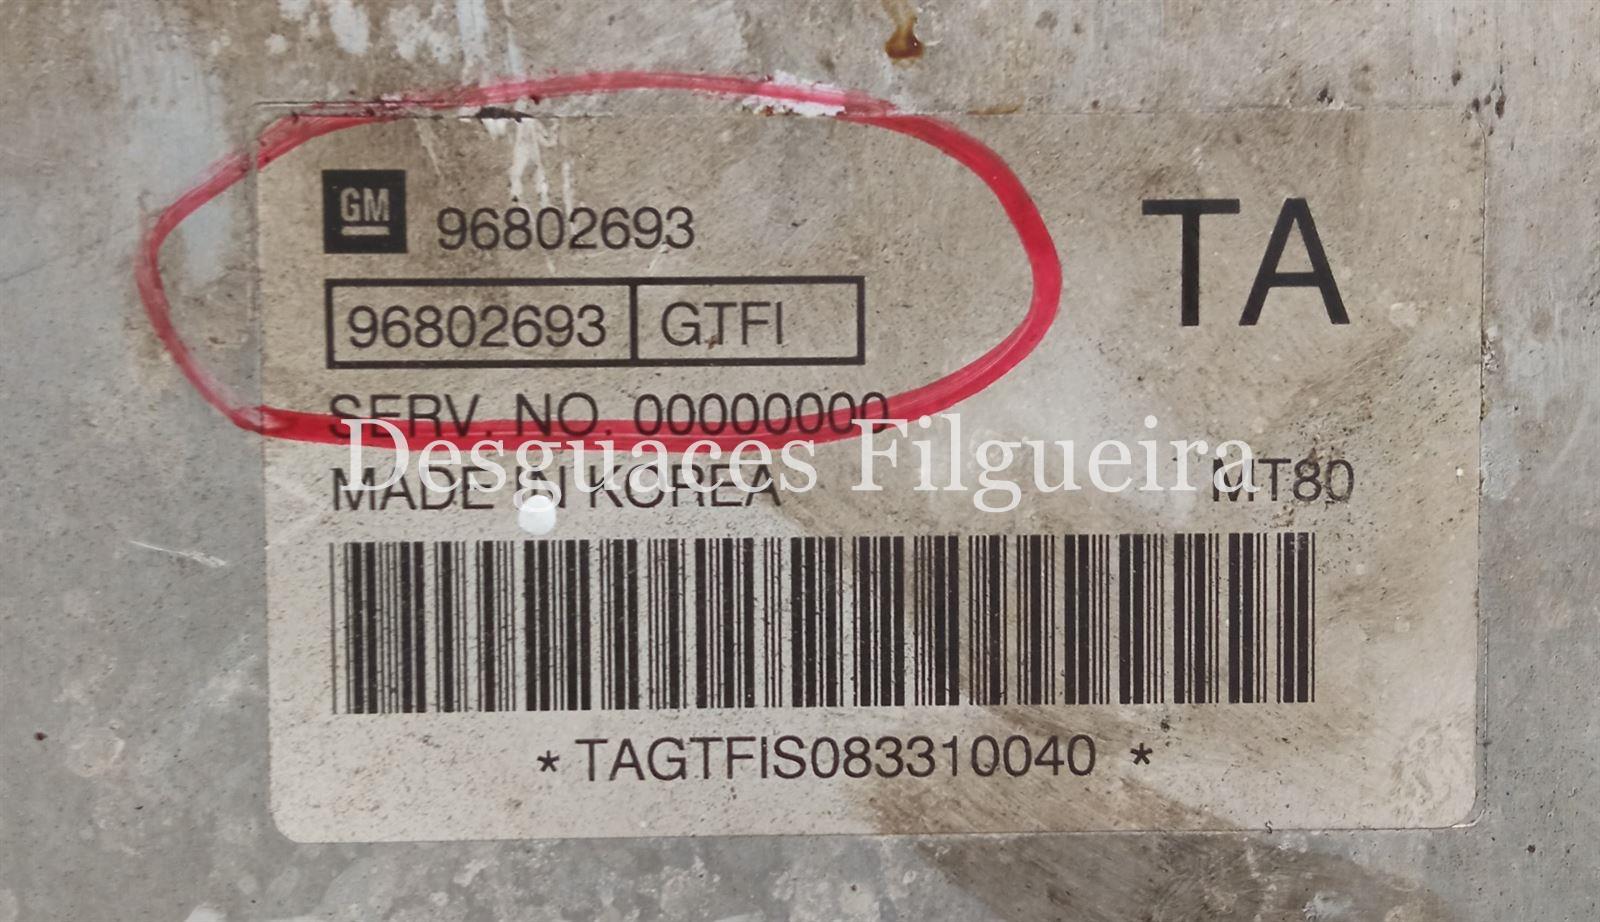 GM 96802693
TA
96802693 GTFI
SERV. NO. 00000000
Desguaces Filgueira
MADE IN KOREA
MT80
* TAGTFIS083310040 *